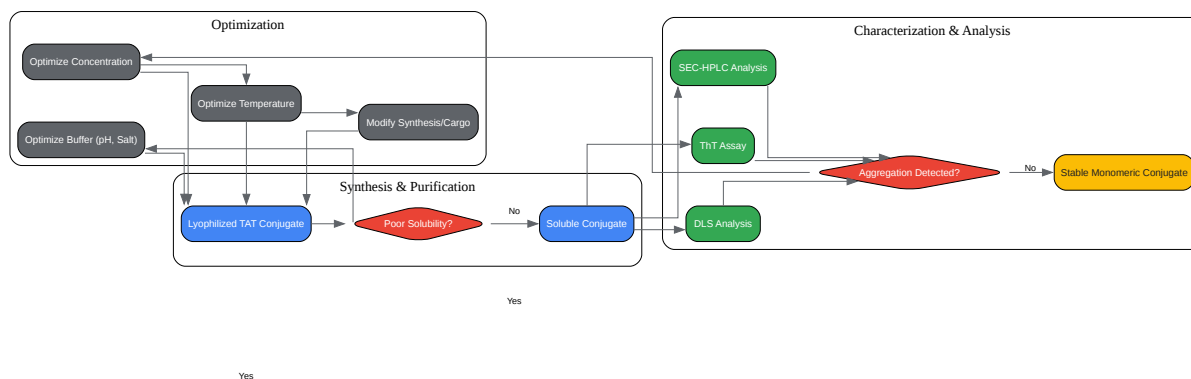 Optimization
Optimize Concentration
Optimize Temperature
Modify Synthesis/Cargo
Optimize Buffer (pH, Salt)
Synthesis & Purification
Lyophilized TAT Conjugate
Poor Solubility?
No
Soluble Conjugate
Characterization & Analysis
SEC-HPLC Analysis
ThT Assay
DLS Analysis
Aggregation Detected?
No
Stable Monomeric Conjugate
Yes
Yes